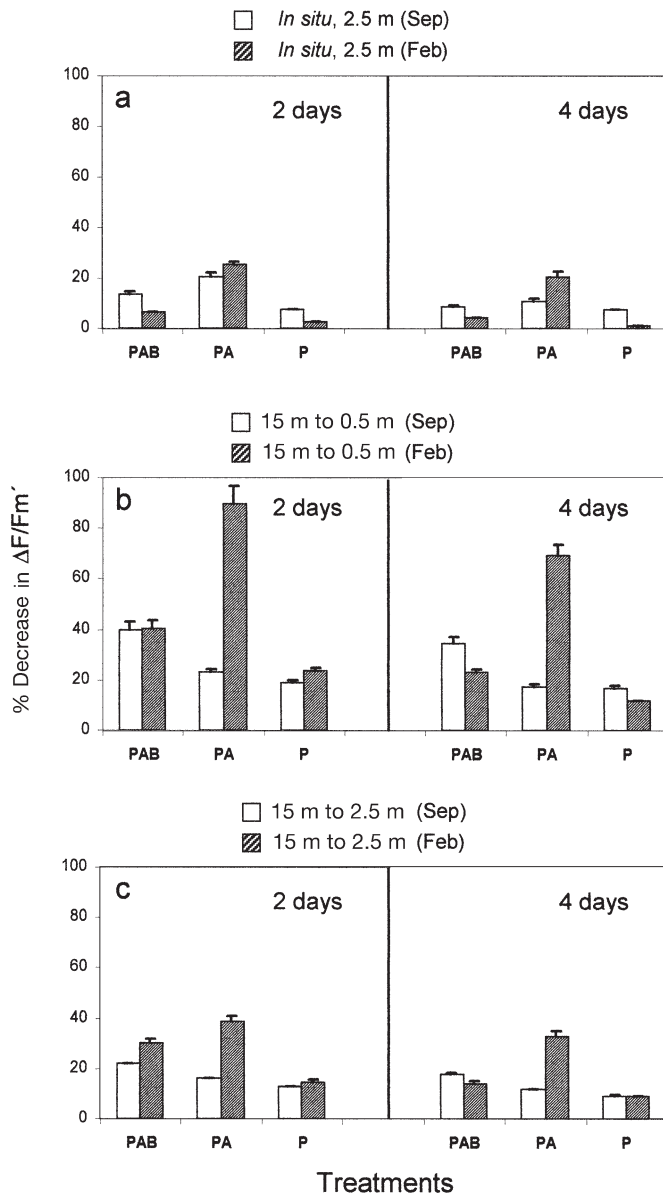 In situ, 2.5 m (Sep)
In situ, 2.5 m (Feb)
a
2 days
4 days
100
80
60
40
20
0
PAB PA P PAB PA P
15 m to 0.5 m (Sep)
15 m to 0.5 m (Feb)
b
2 days
4 days
100
80
60
40
20
0
PAB PA P PAB PA P
% Decrease in ΔF/Fm´
15 m to 2.5 m (Sep)
15 m to 2.5 m (Feb)
c
2 days
4 days
100
80
60
40
20
0
PAB PA P PAB PA P
Treatments